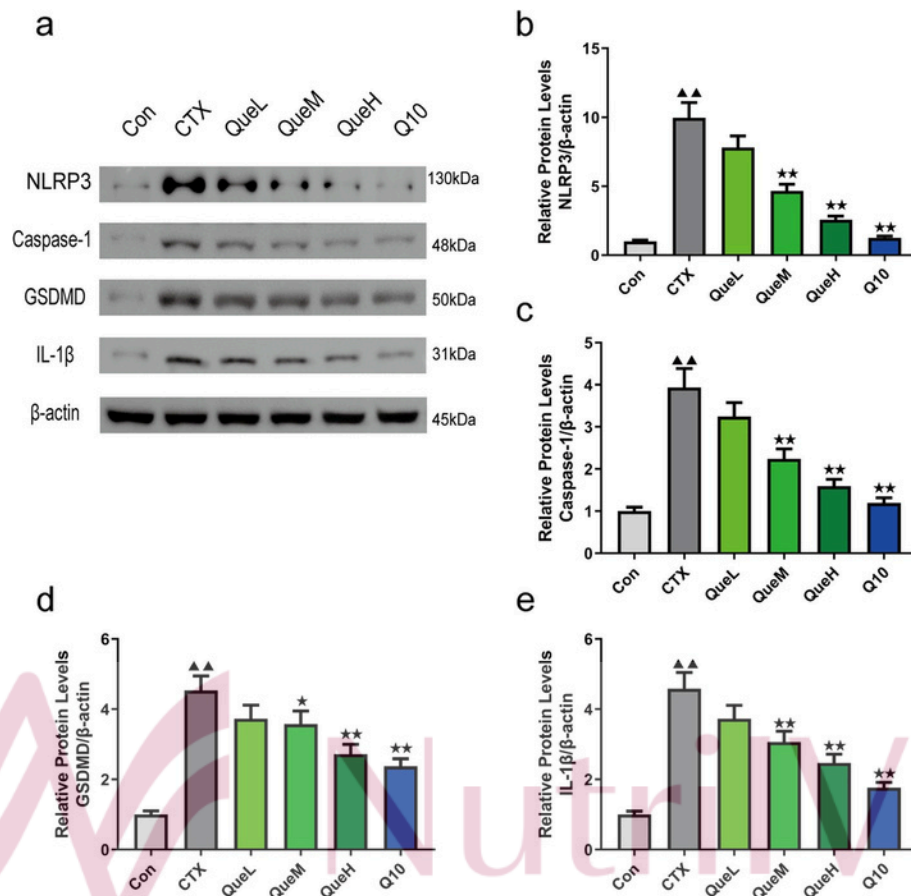 a
Con CTX QueL QueM QueH Q10
NLRP3 130kDa
Caspase-1 48kDa
GSDMD 50kDa
IL-1β 31kDa
β-actin 45kDa
b
Relative Protein Levels
NLRP3/β-actin
15
10
5
0
▲▲
★★
★★
★★
Con CTX QueL QueM QueH Q10
c
Relative Protein Levels
Caspase-1/β-actin
5
4
3
2
1
0
▲▲
★★
★★
★★
Con CTX QueL QueM QueH Q10
d
Relative Protein Levels
GSDMD/β-actin
6
4
2
0
▲▲
★
★★
★★
Con CTX QueL QueM QueH Q10
e
Relative Protein Levels
IL-1β/β-actin
6
4
2
0
▲▲
★★
★★
★★
Con CTX QueL QueM QueH Q10
NutriV